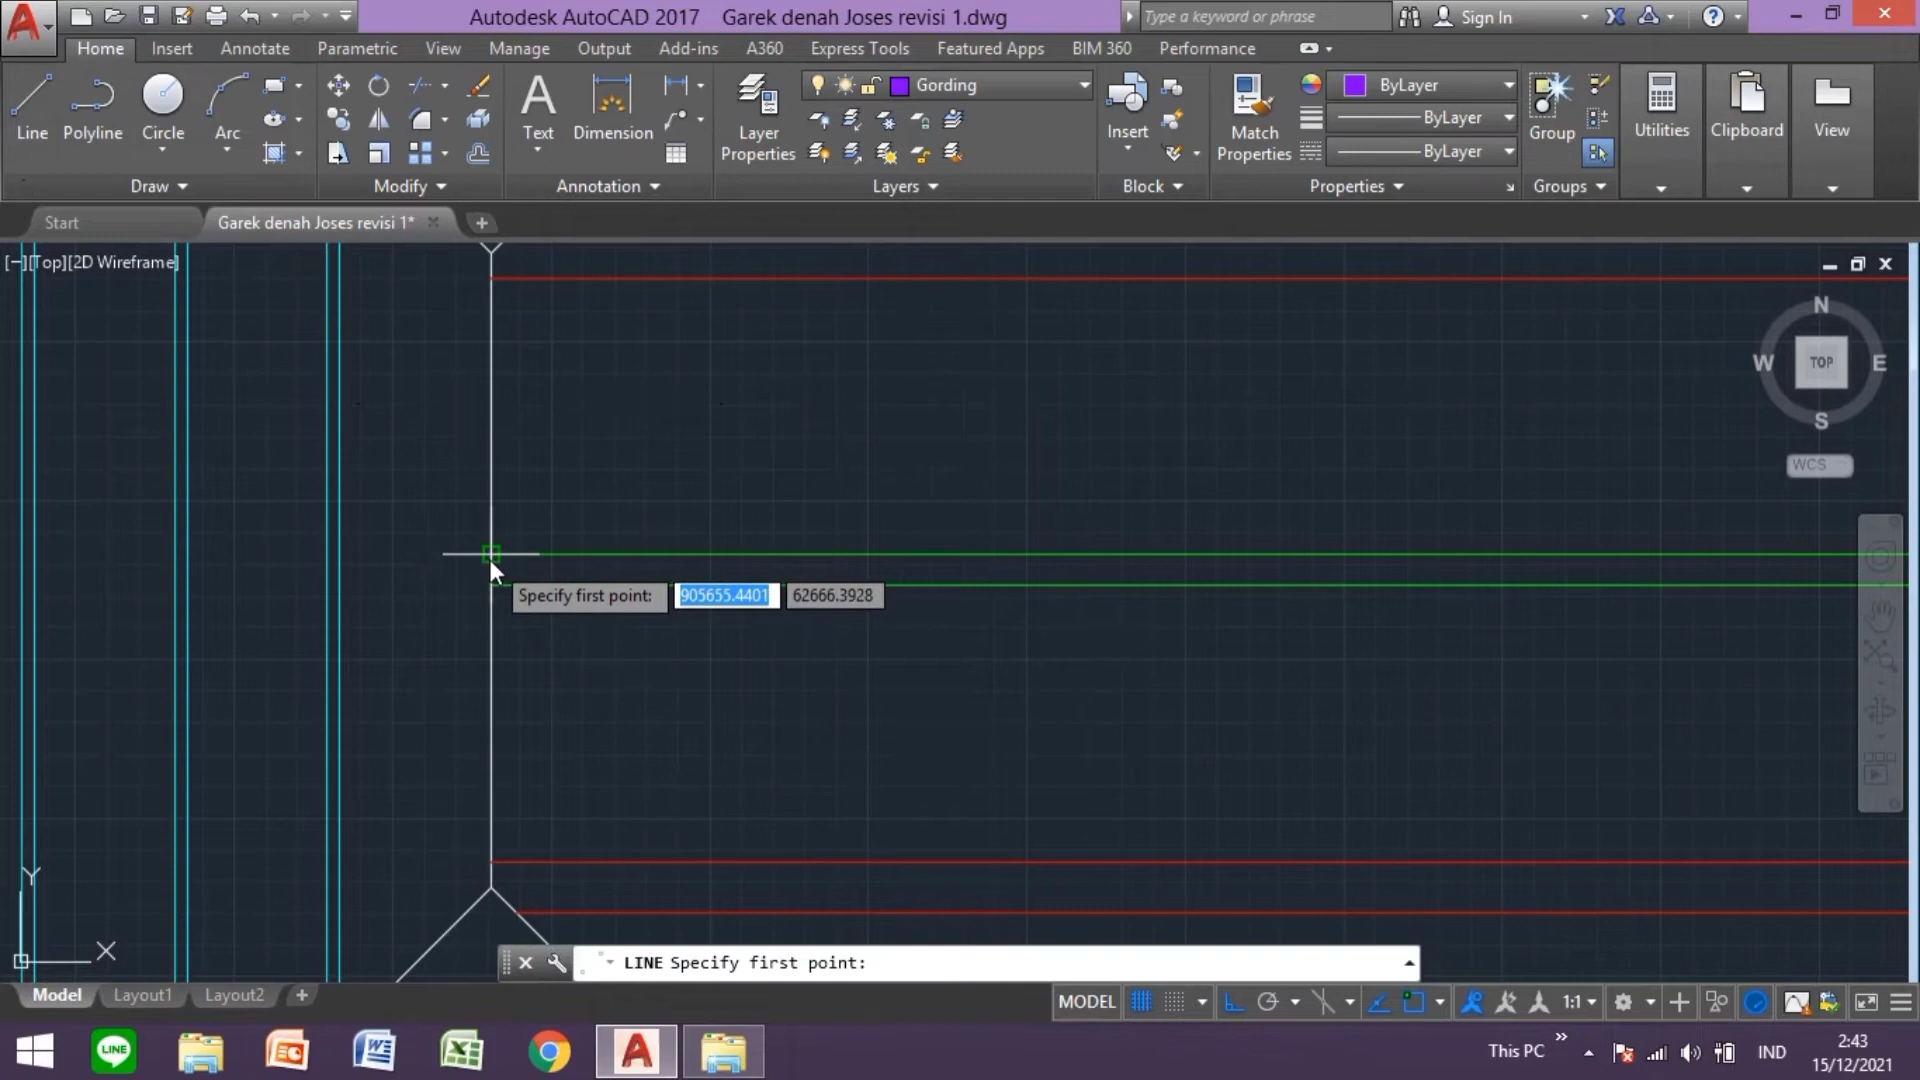 Autodesk AutoCAD 2017 Garek denah Joses revisi 1.dwg
Type a keyword or phrase
Sign In
Home Insert Annotate Parametric View Manage Output Add-ins A360 Express Tools Featured Apps BIM 360 Performance
Line Polyline Circle Arc
Text Dimension
Layer Properties
Gording
Insert
Match Properties
ByLayer
ByLayer
ByLayer
Group
Utilities
Clipboard
View
Draw Modify Annotation Layers Block Properties Groups
Start Garek denah Joses revisi 1*
[−][Top][2D Wireframe]
N
W TOP E
S
WCS
Specify first point: 905655.4401 62666.3928
Y
X
LINE Specify first point:
Model Layout1 Layout2
MODEL 1:1
LINE
This PC IND
2:43
15/12/2021